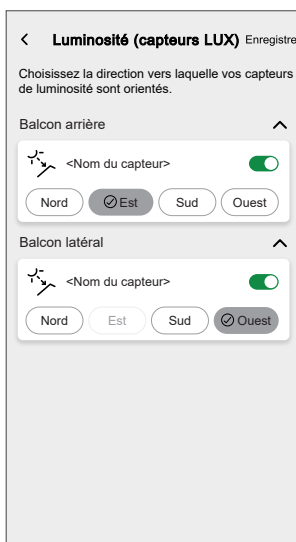 Luminosité (capteurs LUX) Enregistre
Choisissez la direction vers laquelle vos capteurs
de luminosité sont orientés.
Balcon arrière
<Nom du capteur>
Nord Est Sud Ouest
Balcon latéral
<Nom du capteur>
Nord Est Sud Ouest